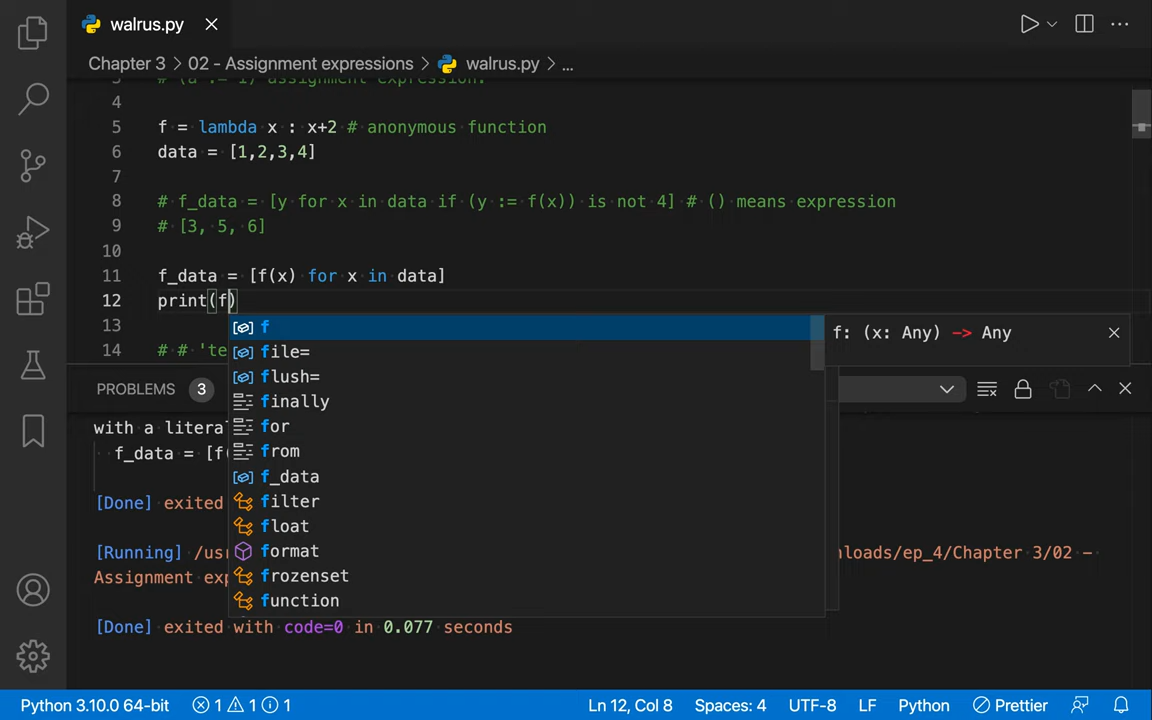 walrus.py
Chapter 3 > 02 - Assignment expressions > walrus.py > ...
3 # (a := 1) assignment expression.
4
5 f = lambda x : x+2 # anonymous function
6 data = [1,2,3,4]
7
8 # f_data = [y for x in data if (y := f(x)) is not 4] # () means expression
9 # [3, 5, 6]
10
11 f_data = [f(x) for x in data]
12 print(f)
13
14 # # 'te
f
f: (x: Any) -> Any
file=
flush=
finally
for
from
f_data
filter
float
format
frozenset
function
PROBLEMS 3
with a litera
f_data = [f(
[Done] exited
[Running] /usr
nloads/ep_4/Chapter 3/02 -
Assignment exp
[Done] exited with code=0 in 0.077 seconds
Python 3.10.0 64-bit 1 1 1 Ln 12, Col 8 Spaces: 4 UTF-8 LF Python Prettier